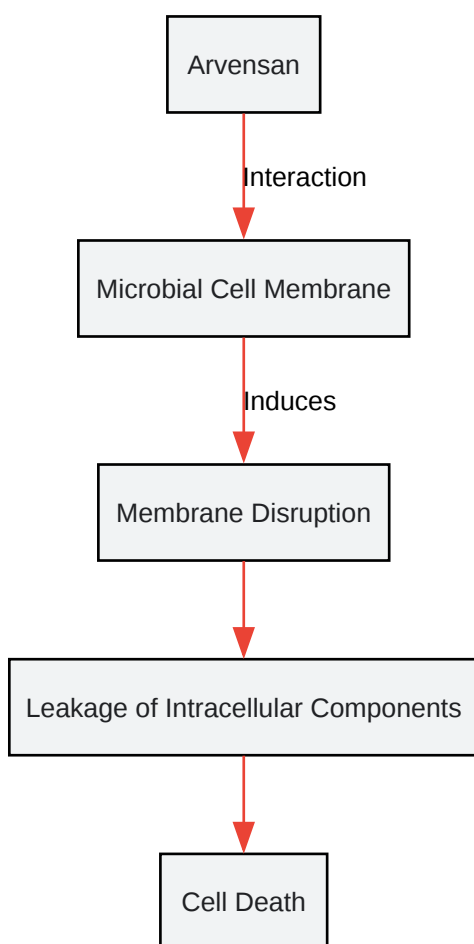 Arvensan
Interaction
Microbial Cell Membrane
Induces
Membrane Disruption
Leakage of Intracellular Components
Cell Death